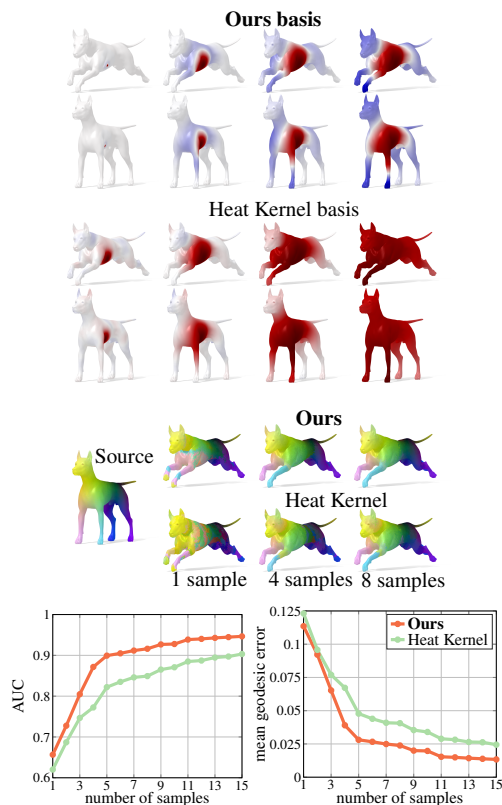 Ours basis
Heat Kernel basis
Ours
Source
Heat Kernel
1 sample 4 samples 8 samples
1
0.9
0.8
0.7
0.6
AUC
1 3 5 7 9 11 13 15
number of samples
0.125
0.1
0.075
0.05
0.025
0
mean geodesic error
Ours
Heat Kernel
1 3 5 7 9 11 13 15
number of samples